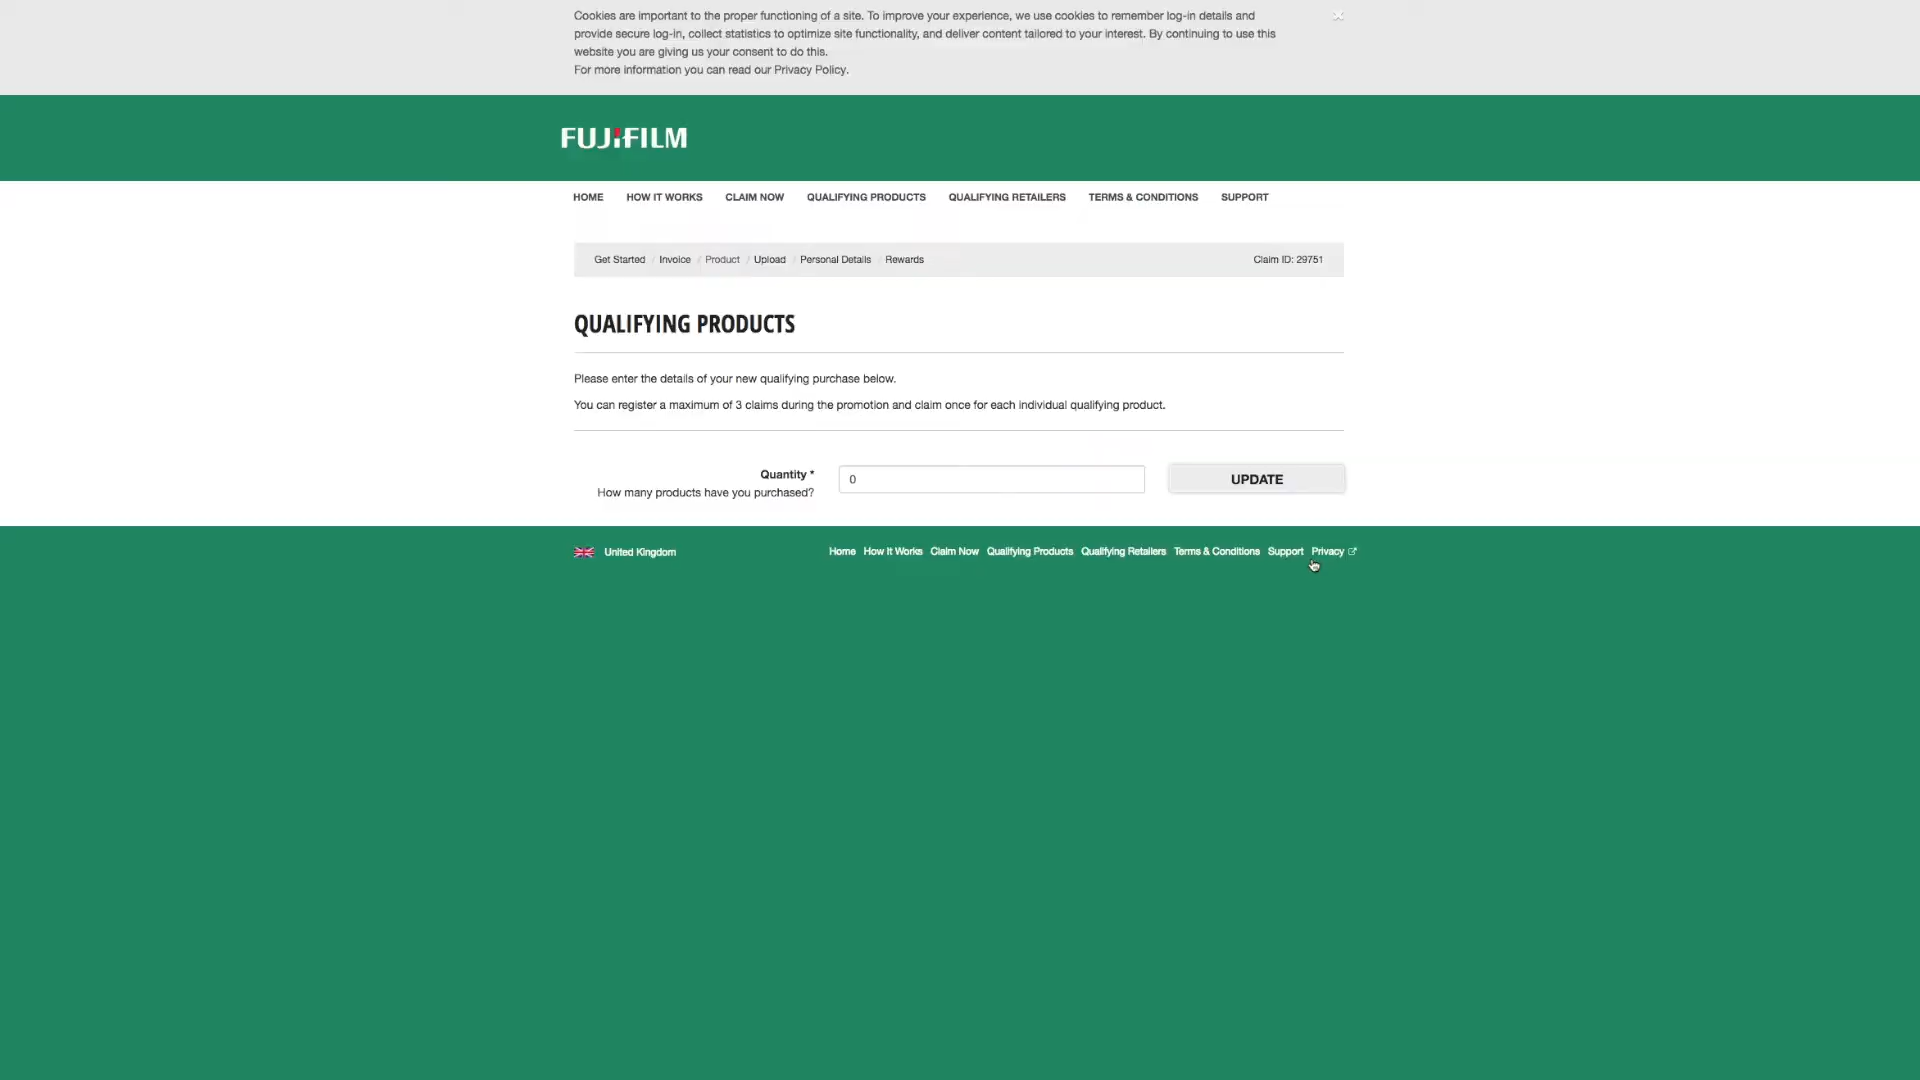 Cookies are important to the proper functioning of a site. To improve your experience, we use cookies to remember log-in details and
provide secure log-in, collect statistics to optimize site functionality, and deliver content tailored to your interest. By continuing to use this
website you are giving us your consent to do this.
For more information you can read our Privacy Policy.
FUJIFILM
HOME HOW IT WORKS CLAIM NOW QUALIFYING PRODUCTS QUALIFYING RETAILERS TERMS & CONDITIONS SUPPORT
Get Started / Invoice / Product / Upload / Personal Details / Rewards Claim ID: 29751
QUALIFYING PRODUCTS
Please enter the details of your new qualifying purchase below.
You can register a maximum of 3 claims during the promotion and claim once for each individual qualifying product.
Quantity * 0 UPDATE
How many products have you purchased?
United Kingdom Home How It Works Claim Now Qualifying Products Qualifying Retailers Terms & Conditions Support Privacy